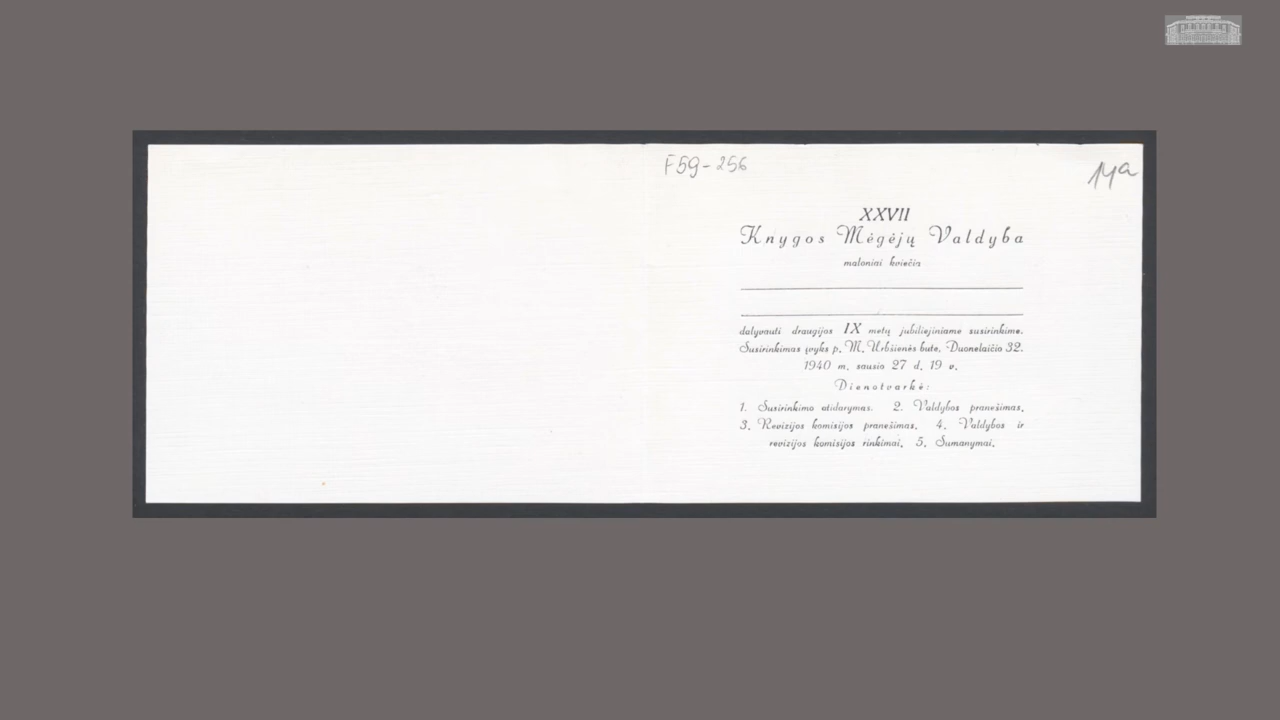 F59-256
14a
XXVII
Knygos Mėgėjų Valdyba
maloniai kviečia
dalyvauti draugijos IX metų jubiliejiniame susirinkime.
Susirinkimas įvyks p. M. Urbšienės bute, Duonelaičio 32.
1940 m. sausio 27 d. 19 v.
Dienotvarkė:
1. Susirinkimo atidarymas. 2. Valdybos pranešimas,
3. Revizijos komisijos pranešimas, 4. Valdybos ir
revizijos komisijos rinkimai, 5. Sumanymai.